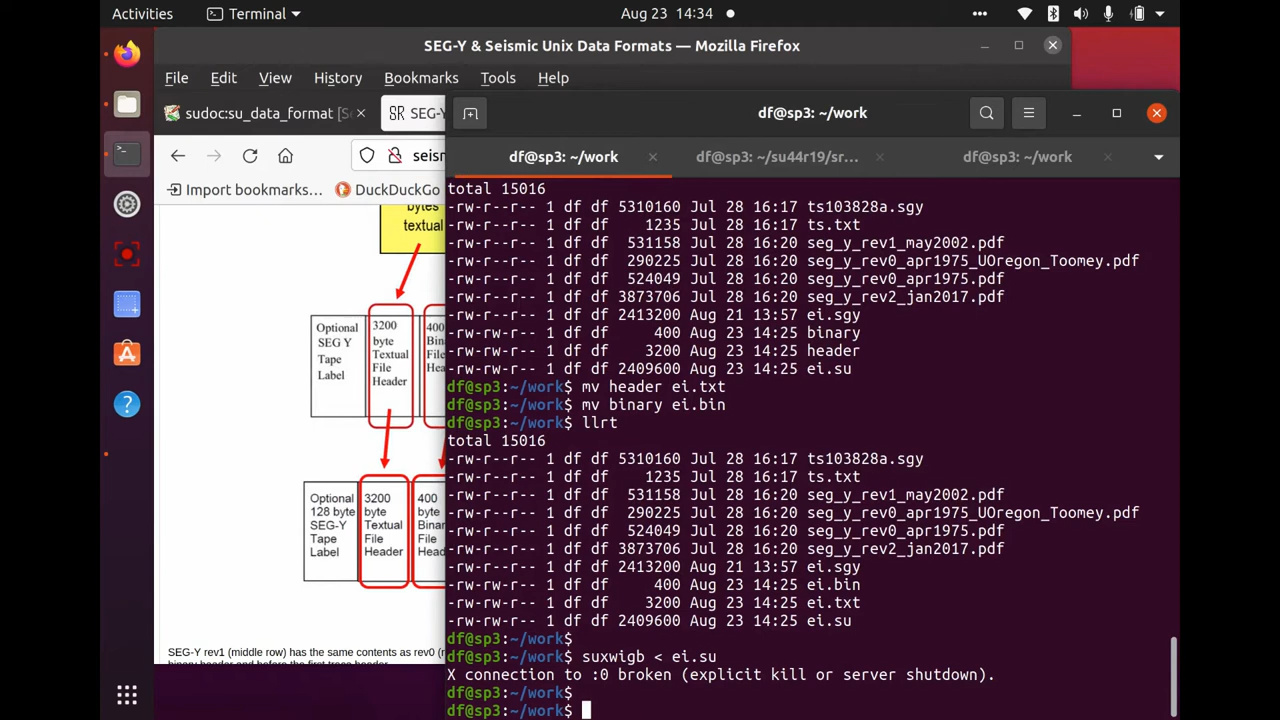 Activities
Terminal
Aug 23 14:34
SEG-Y & Seismic Unix Data Formats — Mozilla Firefox
File Edit View History Bookmarks Tools Help
sudoc:su_data_format [S
SR SEG-Y
df@sp3: ~/work
seisn
df@sp3: ~/work
df@sp3: ~/su44r19/sr...
df@sp3: ~/work
Import bookmarks...
DuckDuckGo
bytes
textual
Optional
SEG Y
Tape
Label
3200
byte
Textual
File
Header
400
Bina
File
Hea
Optional
128 byte
SEG-Y
Tape
Label
3200
byte
Textual
File
Header
400
byte
Binar
File
Head
SEG-Y rev1 (middle row) has the same contents as rev0 (r
total 15016
-rw-r--r-- 1 df df 5310160 Jul 28 16:17 ts103828a.sgy
-rw-r--r-- 1 df df    1235 Jul 28 16:17 ts.txt
-rw-r--r-- 1 df df  531158 Jul 28 16:20 seg_y_rev1_may2002.pdf
-rw-r--r-- 1 df df  290225 Jul 28 16:20 seg_y_rev0_apr1975_UOregon_Toomey.pdf
-rw-r--r-- 1 df df  524049 Jul 28 16:20 seg_y_rev0_apr1975.pdf
-rw-r--r-- 1 df df 3873706 Jul 28 16:20 seg_y_rev2_jan2017.pdf
-rw-r--r-- 1 df df 2413200 Aug 21 13:57 ei.sgy
-rw-rw-r-- 1 df df     400 Aug 23 14:25 binary
-rw-rw-r-- 1 df df    3200 Aug 23 14:25 header
-rw-rw-r-- 1 df df 2409600 Aug 23 14:25 ei.su
df@sp3:~/work$ mv header ei.txt
df@sp3:~/work$ mv binary ei.bin
df@sp3:~/work$ llrt
total 15016
-rw-r--r-- 1 df df 5310160 Jul 28 16:17 ts103828a.sgy
-rw-r--r-- 1 df df    1235 Jul 28 16:17 ts.txt
-rw-r--r-- 1 df df  531158 Jul 28 16:20 seg_y_rev1_may2002.pdf
-rw-r--r-- 1 df df  290225 Jul 28 16:20 seg_y_rev0_apr1975_UOregon_Toomey.pdf
-rw-r--r-- 1 df df  524049 Jul 28 16:20 seg_y_rev0_apr1975.pdf
-rw-r--r-- 1 df df 3873706 Jul 28 16:20 seg_y_rev2_jan2017.pdf
-rw-r--r-- 1 df df 2413200 Aug 21 13:57 ei.sgy
-rw-rw-r-- 1 df df     400 Aug 23 14:25 ei.bin
-rw-rw-r-- 1 df df    3200 Aug 23 14:25 ei.txt
-rw-rw-r-- 1 df df 2409600 Aug 23 14:25 ei.su
df@sp3:~/work$
df@sp3:~/work$ suxwigb < ei.su
X connection to :0 broken (explicit kill or server shutdown).
df@sp3:~/work$
df@sp3:~/work$